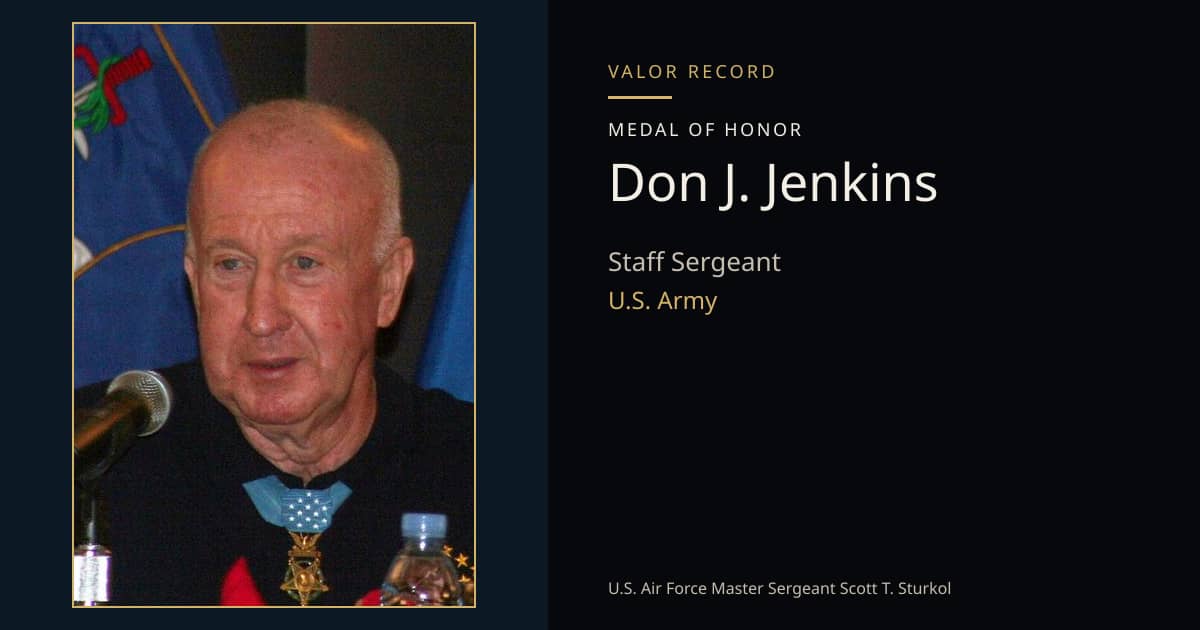 VALOR RECORD
MEDAL OF HONOR
Don J. Jenkins
Staff Sergeant
U.S. Army
U.S. Air Force Master Sergeant Scott T. Sturkol